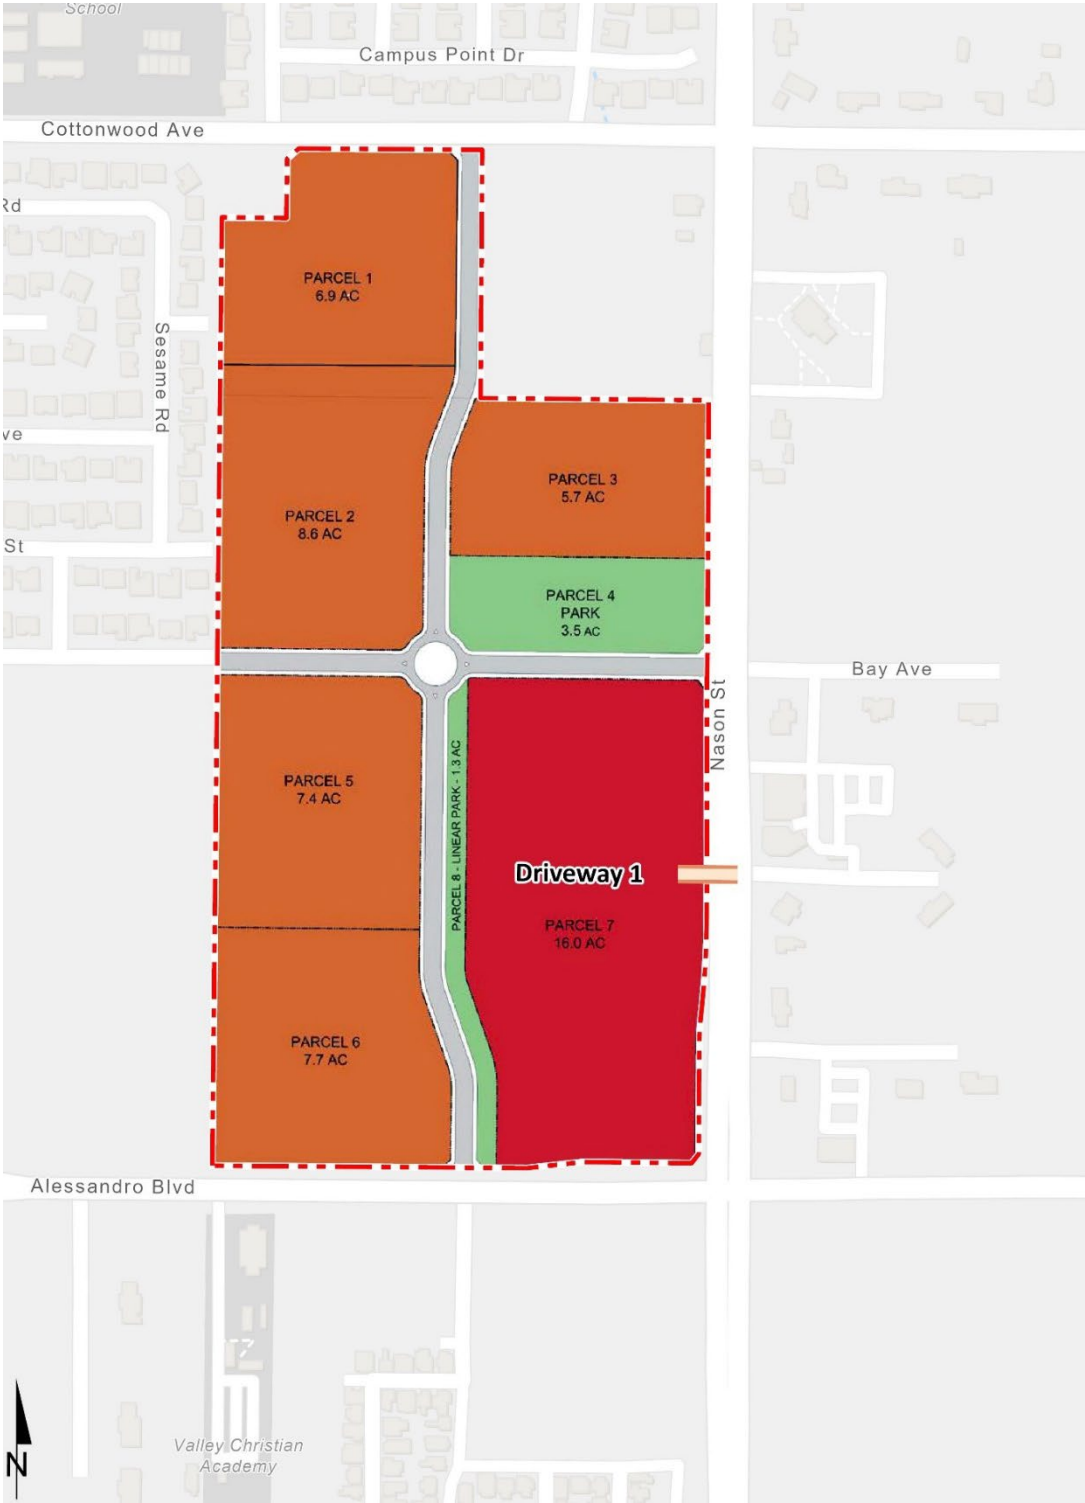 School
Campus Point Dr
Cottonwood Ave
Rd
PARCEL 1
6.9 AC
Sesame Rd
ve
PARCEL 3
5.7 AC
PARCEL 2
8.6 AC
St
PARCEL 4
PARK
3.5 AC
Bay Ave
Nason St
PARCEL 5
7.4 AC
PARCEL 8 - LINEAR PARK - 1.3 AC
Driveway 1
PARCEL 7
16.0 AC
PARCEL 6
7.7 AC
Alessandro Blvd
Valley Christian
Academy
N